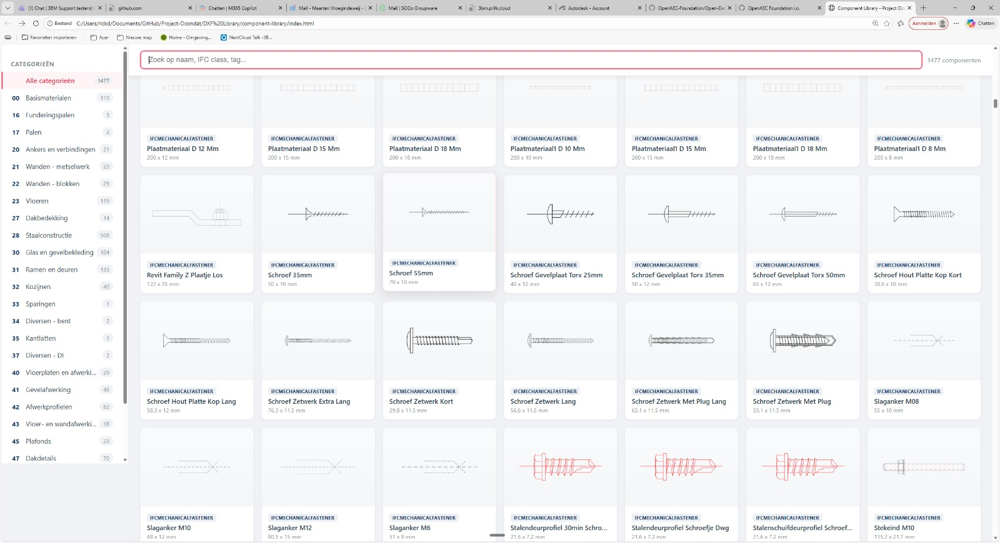 (1) Chat | 3BM Support (extern) |
github.com
Chatten | M365 Copilot
Mail - Maarten Vroegindeweij -
Mail | SOGo Groupware
3bm.prilk.cloud
Autodesk - Account
OpenAEC-Foundation/Open-De
OpenAEC Foundation i.o.
Component Library - Project Oco
Bestand
C:/Users/rickd/Documents/GitHub/Project-Ocondat/DXF%20Library/component-library/index.html
Aanmelden
Chatten
Favorieten importeren
Acer
Nieuwe map
Home - Omgeving...
NextCloud Talk -3B...
CATEGORIEËN
Alle categorieën 1477
00 Basismaterialen 173
16 Funderingspalen 3
17 Palen 2
20 Ankers en verbindingen 21
21 Wanden - metselwerk 23
22 Wanden - blokken 29
23 Vloeren 119
27 Dakbedekking 14
28 Staalconstructie 508
30 Glas en gevelbekleding 104
31 Ramen en deuren 133
32 Kozijnen 40
33 Sparingen 1
34 Diversen - bent 2
35 Kantlatten 1
37 Diversen - DI 2
40 Vloerplaten en afwerki... 29
41 Gevelafwerking 46
42 Afwerkprofielen 82
43 Vloer- en wandafwerki... 18
45 Plafonds 23
47 Dakdetails 70
Zoek op naam, IFC class, tag...
1477 componenten
IFCMECHANICALFASTENER
Plaatmateriaal D 12 Mm
200 x 12 mm
IFCMECHANICALFASTENER
Plaatmateriaal D 15 Mm
200 x 15 mm
IFCMECHANICALFASTENER
Plaatmateriaal D 18 Mm
200 x 18 mm
IFCMECHANICALFASTENER
Plaatmateriaal1 D 10 Mm
200 x 10 mm
IFCMECHANICALFASTENER
Plaatmateriaal1 D 15 Mm
200 x 15 mm
IFCMECHANICALFASTENER
Plaatmateriaal1 D 18 Mm
200 x 18 mm
IFCMECHANICALFASTENER
Plaatmateriaal1 D 8 Mm
200 x 8 mm
IFCMECHANICALFASTENER
Revit Family Z Plaatje Los
122 x 35 mm
IFCMECHANICALFASTENER
Schroef 35mm
50 x 10 mm
IFCMECHANICALFASTENER
Schroef 55mm
70 x 10 mm
IFCMECHANICALFASTENER
Schroef Gevelplaat Torx 25mm
40 x 12 mm
IFCMECHANICALFASTENER
Schroef Gevelplaat Torx 35mm
50 x 12 mm
IFCMECHANICALFASTENER
Schroef Gevelplaat Torx 50mm
65 x 12 mm
IFCMECHANICALFASTENER
Schroef Hout Platte Kop Kort
38.6 x 10 mm
IFCMECHANICALFASTENER
Schroef Hout Platte Kop Lang
58.3 x 12 mm
IFCMECHANICALFASTENER
Schroef Zetwerk Extra Lang
76.3 x 11.5 mm
IFCMECHANICALFASTENER
Schroef Zetwerk Kort
29.8 x 11.5 mm
IFCMECHANICALFASTENER
Schroef Zetwerk Lang
56.6 x 11.5 mm
IFCMECHANICALFASTENER
Schroef Zetwerk Met Plug Lang
63.1 x 11.5 mm
IFCMECHANICALFASTENER
Schroef Zetwerk Met Plug
33.1 x 11.5 mm
IFCMECHANICALFASTENER
Slaganker M08
55 x 10 mm
IFCMECHANICALFASTENER
Slaganker M10
68 x 12 mm
IFCMECHANICALFASTENER
Slaganker M12
80.5 x 15 mm
IFCMECHANICALFASTENER
Slaganker M6
51 x 8 mm
IFCMECHANICALFASTENER
Stalendeurprofiel 30min Schro...
21.6 x 7.2 mm
IFCMECHANICALFASTENER
Stalendeurprofiel Schroefje Dwg
21.6 x 7.2 mm
IFCMECHANICALFASTENER
Stalenschuifdeurprofiel Schroef...
21.6 x 7.2 mm
IFCMECHANICALFASTENER
Stekeind M10
115.2 x 21.7 mm